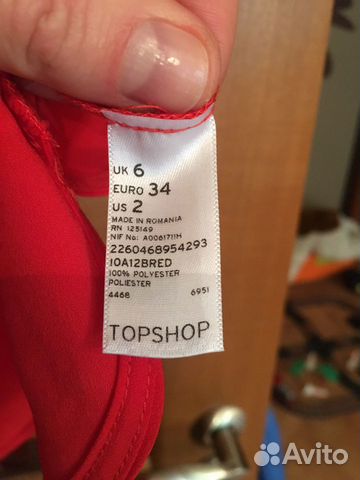 UK 6
EURO 34
US 2
MADE IN ROMANIA
RN 123149
NIF No: A0061711H
2260468954293
10A12BRED
100% POLYESTER
POLIESTER
4468 6951
TOPSHOP
Avito